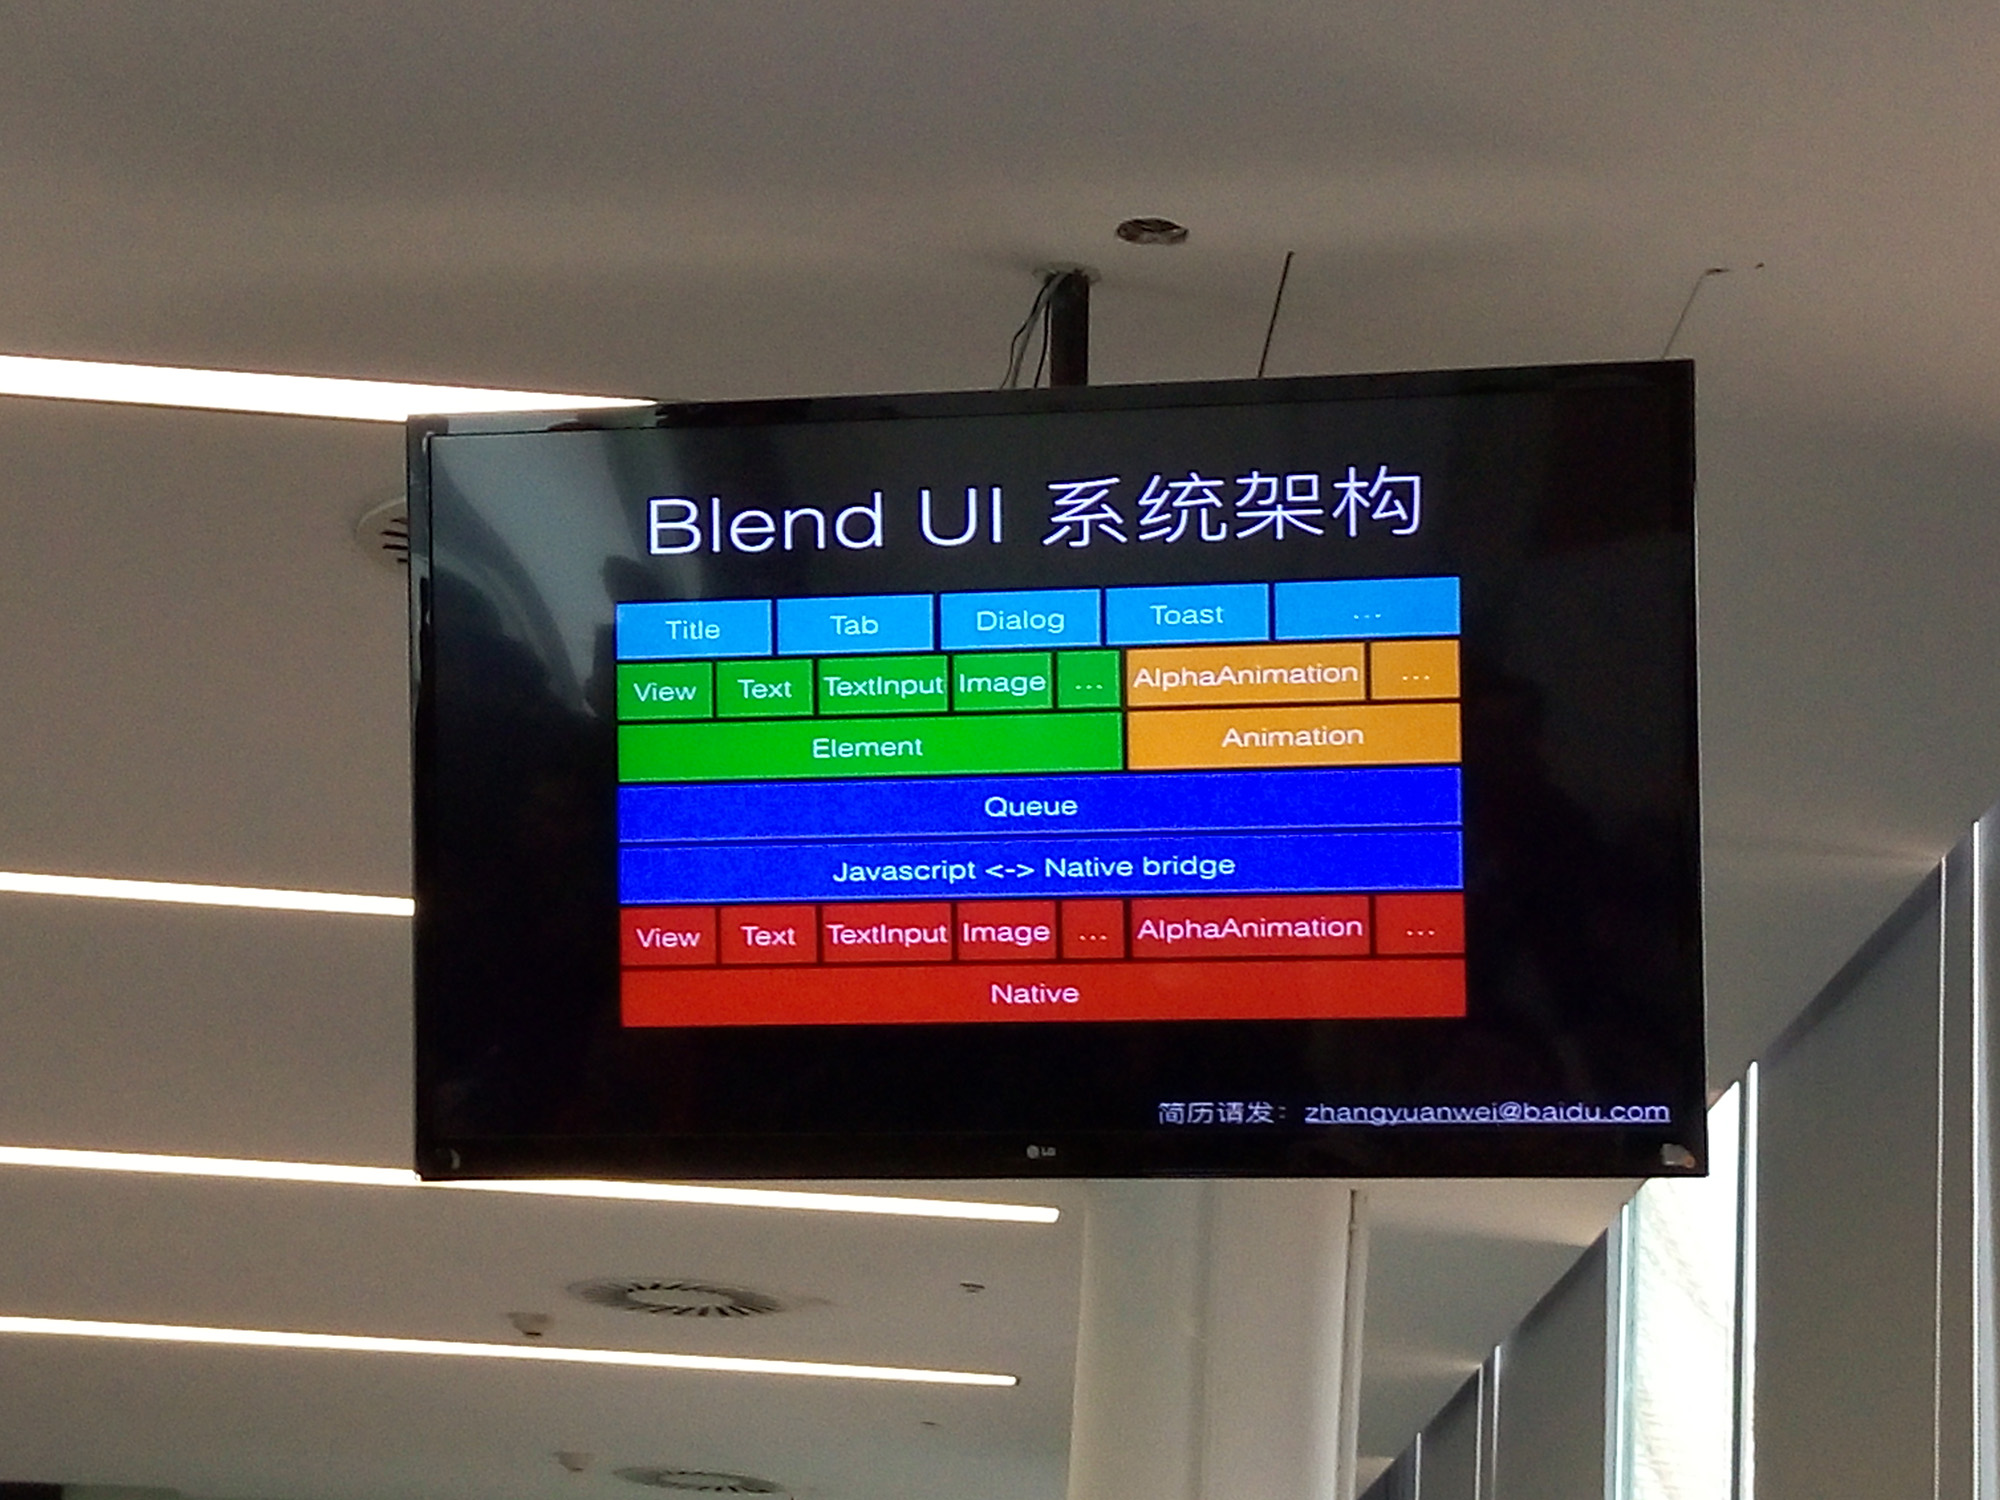 Blend UI 系统架构
Title Tab Dialog Toast ...
View Text TextInput Image ... AlphaAnimation ...
Element Animation
Queue
Javascript <-> Native bridge
View Text TextInput Image ... AlphaAnimation ...
Native
简历请发: zhangyuanwei@baidu.com
LG